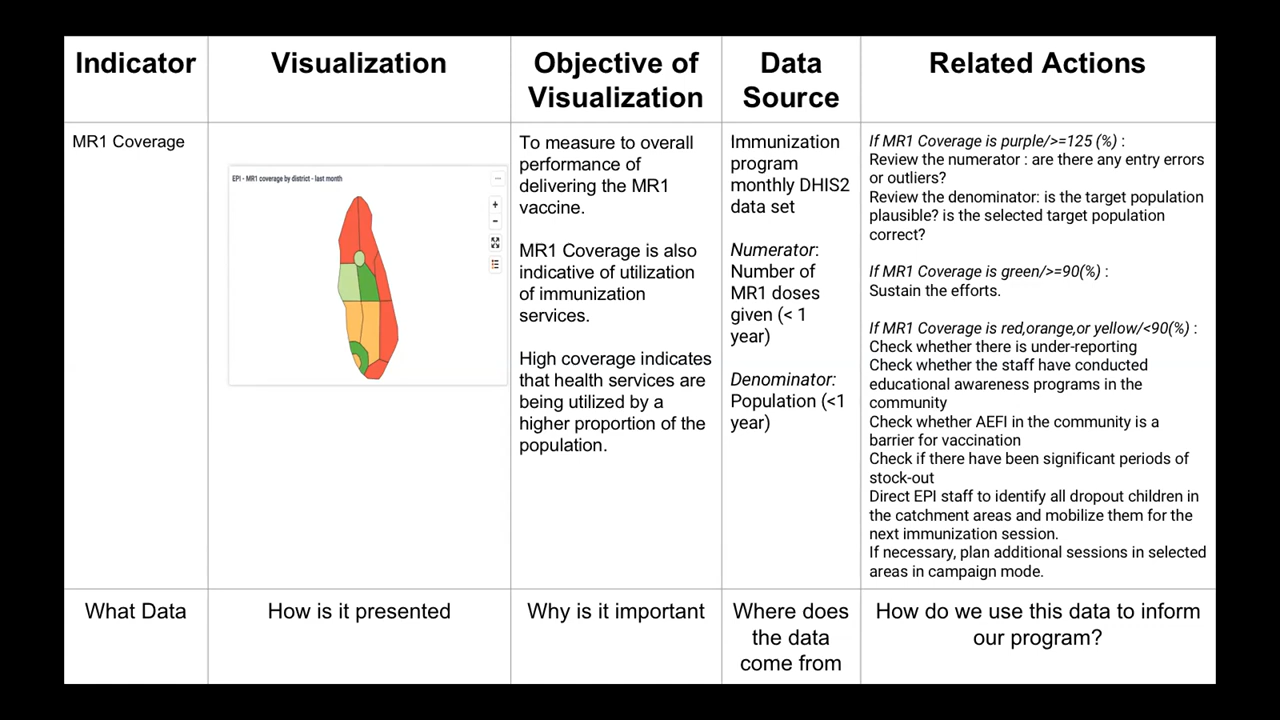 Indicator
Visualization
Objective of
Visualization
Data
Source
Related Actions
MR1 Coverage
EPI - MR1 coverage by district - last month
To measure to overall
performance of
delivering the MR1
vaccine.
MR1 Coverage is also
indicative of utilization
of immunization
services.
High coverage indicates
that health services are
being utilized by a
higher proportion of the
population.
Immunization
program
monthly DHIS2
data set
Numerator:
Number of
MR1 doses
given (< 1
year)
Denominator:
Population (<1
year)
If MR1 Coverage is purple/>=125 (%) :
Review the numerator : are there any entry errors
or outliers?
Review the denominator: is the target population
plausible? is the selected target population
correct?
If MR1 Coverage is green/>=90(%) :
Sustain the efforts.
If MR1 Coverage is red,orange,or yellow/<90(%) :
Check whether there is under-reporting
Check whether the staff have conducted
educational awareness programs in the
community
Check whether AEFI in the community is a
barrier for vaccination
Check if there have been significant periods of
stock-out
Direct EPI staff to identify all dropout children in
the catchment areas and mobilize them for the
next immunization session.
If necessary, plan additional sessions in selected
areas in campaign mode.
What Data
How is it presented
Why is it important
Where does
the data
come from
How do we use this data to inform
our program?